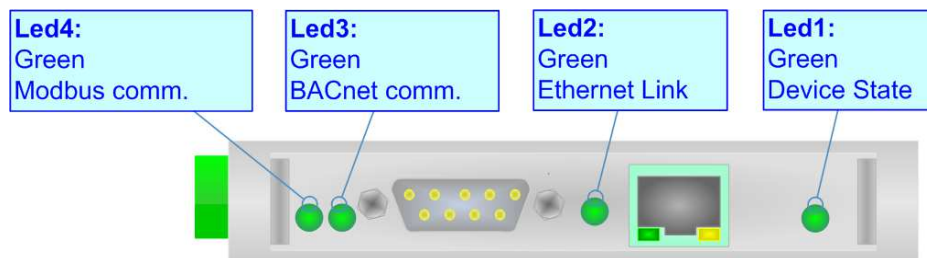 Led4:
Green
Modbus comm.
Led3:
Green
BACnet comm.
Led2:
Green
Ethernet Link
Led1:
Green
Device State